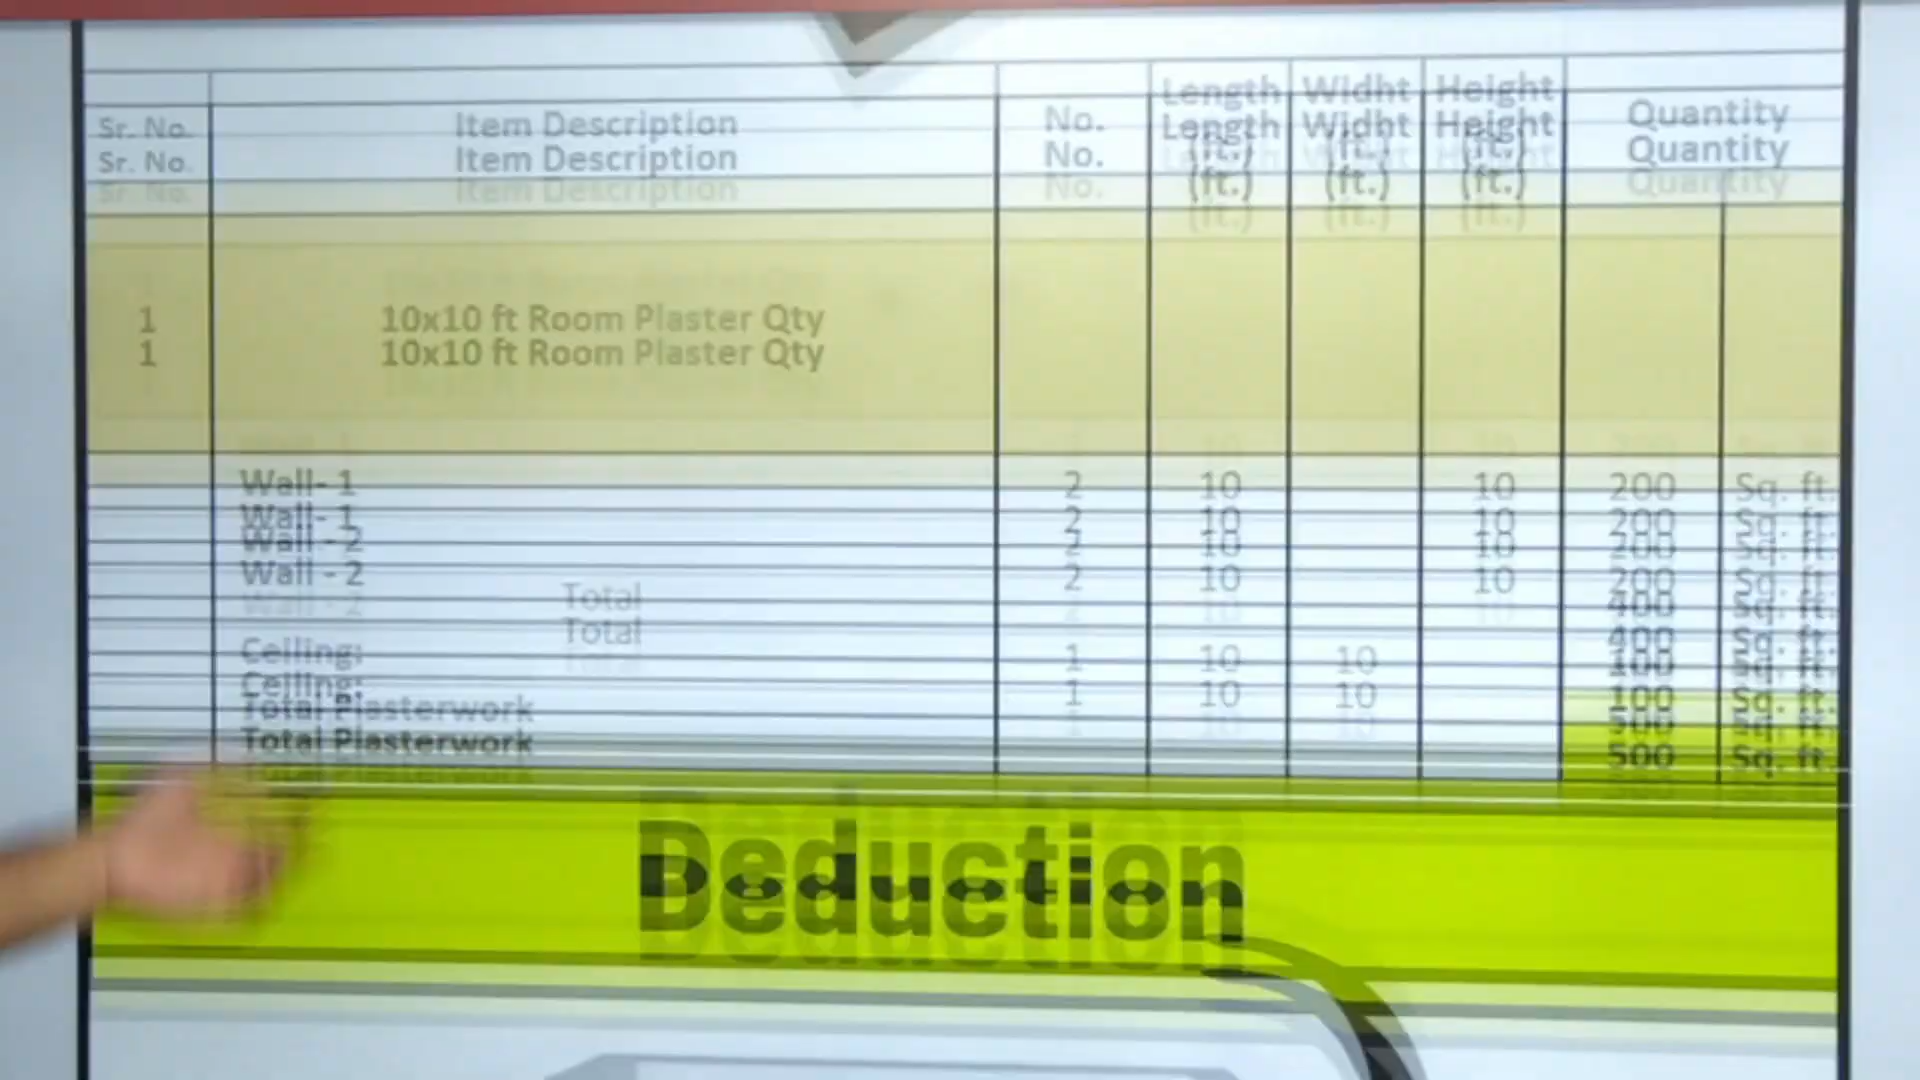 Sr. No. Item Description No. Length (ft.) Widht (ft.) Height (ft.) Quantity
1 10x10 ft Room Plaster Qty
Wall- 1 2 10 10 200 Sq. ft.
Wall - 2 2 10 10 200 Sq. ft.
Total 400 Sq. ft.
Ceiling: 1 10 10 100 Sq. ft.
Total Plasterwork 500 Sq. ft.
Deduction